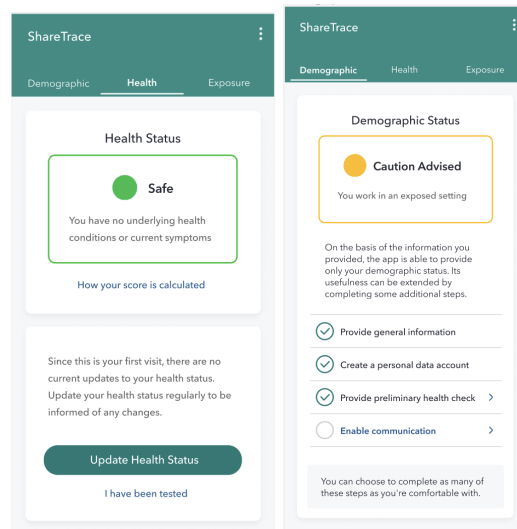 ShareTrace
Demographic Health Exposure
Health Status
Safe
You have no underlying health
conditions or current symptoms
How your score is calculated
Since this is your first visit, there are no
current updates to your health status.
Update your health status regularly to be
informed of any changes.
Update Health Status
I have been tested
ShareTrace
Demographic Health Exposure
Demographic Status
Caution Advised
You work in an exposed setting
On the basis of the information you
provided, the app is able to provide
only your demographic status. Its
usefulness can be extended by
completing some additional steps.
Provide general information
Create a personal data account
Provide preliminary health check
Enable communication
You can choose to complete as many of
these steps as you're comfortable with.